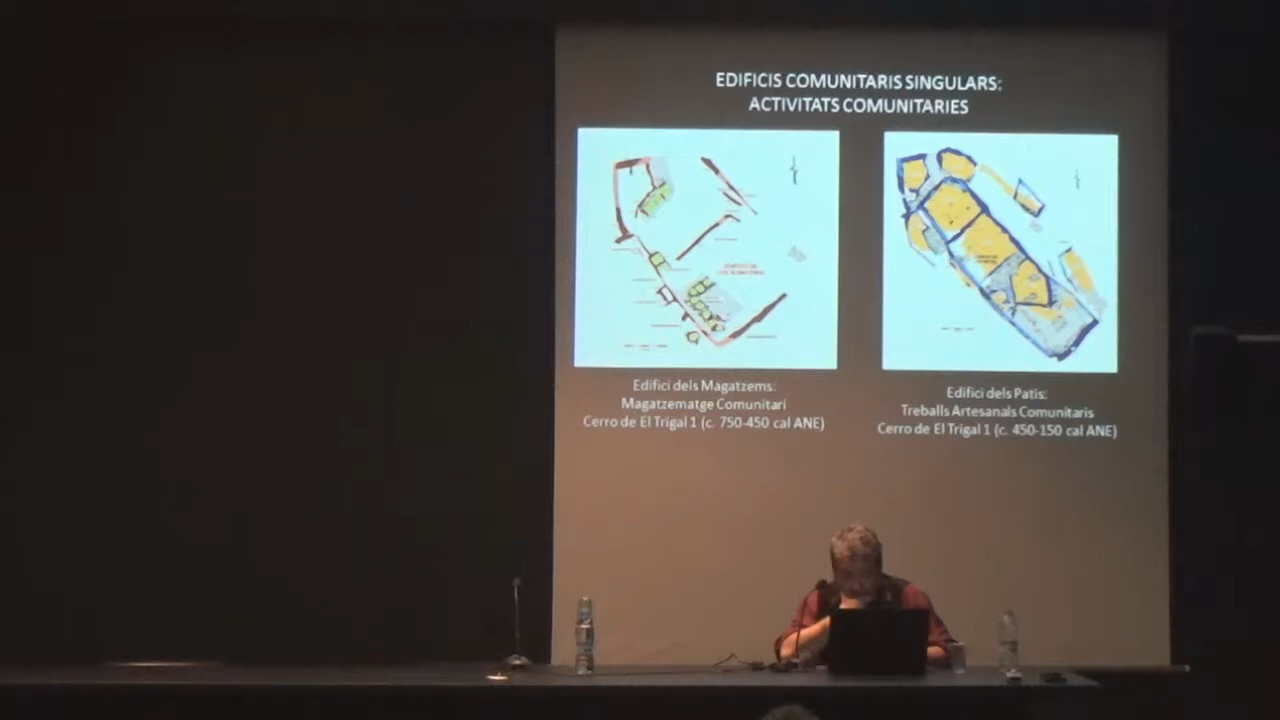 EDIFICIS COMUNITARIS SINGULARS:
ACTIVITATS COMUNITARIES
Edifici dels Magatzems:
Magatzematge Comunitari
Cerro de El Trigal 1 (c. 750-450 cal ANE)
Edifici dels Patis:
Treballs Artesanals Comunitaris
Cerro de El Trigal 1 (c. 450-150 cal ANE)